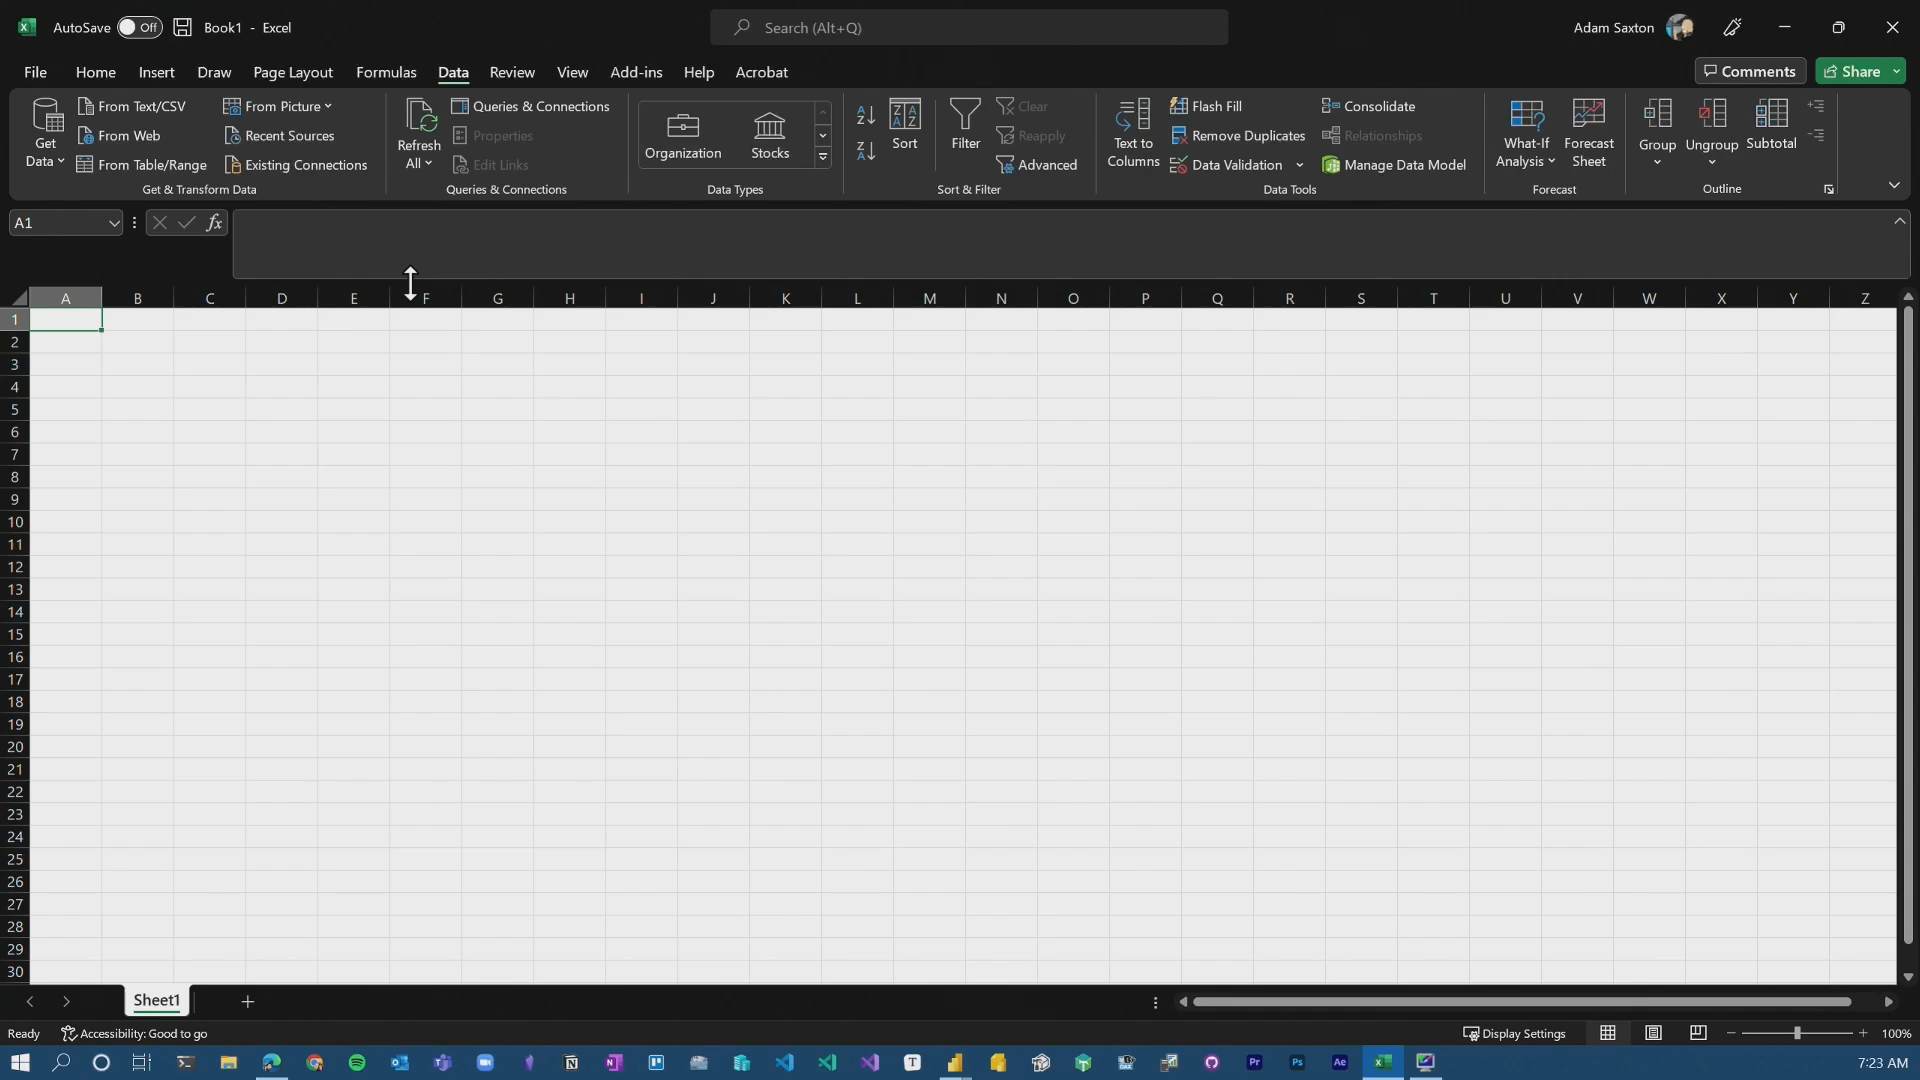 AutoSave Off Book1 - Excel Search (Alt+Q) Adam Saxton
File Home Insert Draw Page Layout Formulas Data Review View Add-ins Help Acrobat Comments Share
Get Data
From Text/CSV
From Web
From Table/Range
From Picture
Recent Sources
Existing Connections
Get & Transform Data
Refresh All
Queries & Connections
Properties
Edit Links
Queries & Connections
Organization
Stocks
Data Types
Sort
Filter
Clear
Reapply
Advanced
Sort & Filter
Text to Columns
Flash Fill
Remove Duplicates
Data Validation
Consolidate
Relationships
Manage Data Model
Data Tools
What-If Analysis
Forecast Sheet
Forecast
Group
Ungroup
Subtotal
Outline
A1 fx
A B C D E F G H I J K L M N O P Q R S T U V W X Y Z
1
2
3
4
5
6
7
8
9
10
11
12
13
14
15
16
17
18
19
20
21
22
23
24
25
26
27
28
29
30
Sheet1
Ready Accessibility: Good to go Display Settings 100%
7:23 AM